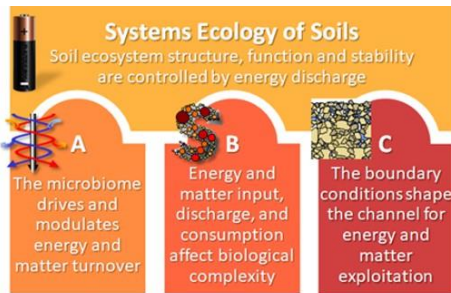 Systems Ecology of Soils
Soil ecosystem structure, function and stability
are controlled by energy discharge
A
The microbiome
drives and
modulates
energy and
matter turnover
B
Energy and
matter input,
discharge, and
consumption
affect biological
complexity
C
The boundary
conditions shape
the channel for
energy and
matter
exploitation